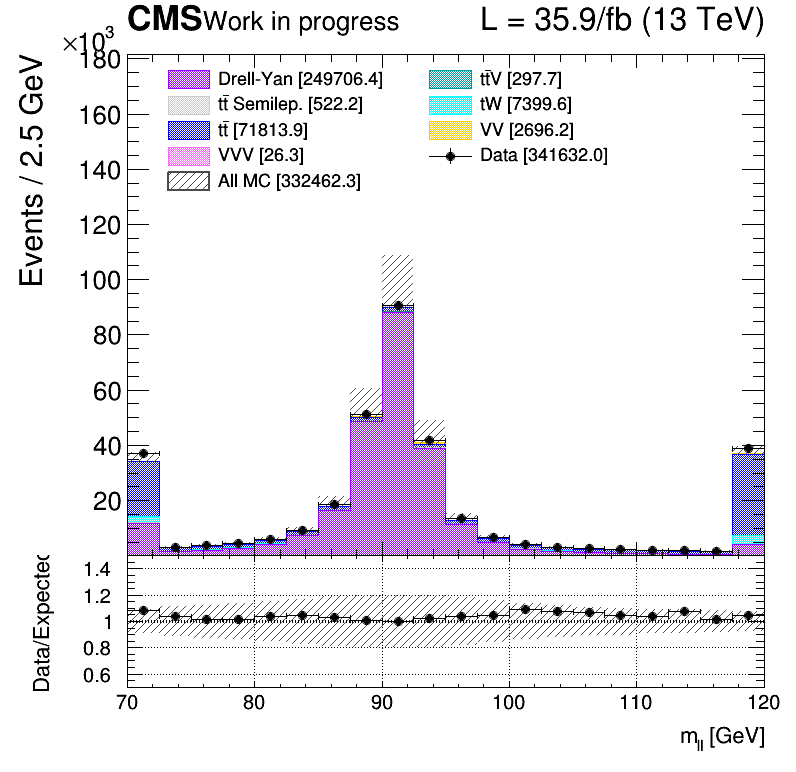 CMS Work in progress L = 35.9/fb (13 TeV)
×10³
Events / 2.5 GeV
180
160
140
120
100
80
60
40
20
Drell-Yan [249706.4]
tt̄ Semilep. [522.2]
tt̄ [71813.9]
VVV [26.3]
All MC [332462.3]
tt̄V [297.7]
tW [7399.6]
VV [2696.2]
Data [341632.0]
Data/Expected
1.4
1.2
1
0.8
0.6
70 80 90 100 110 120
m_ll [GeV]